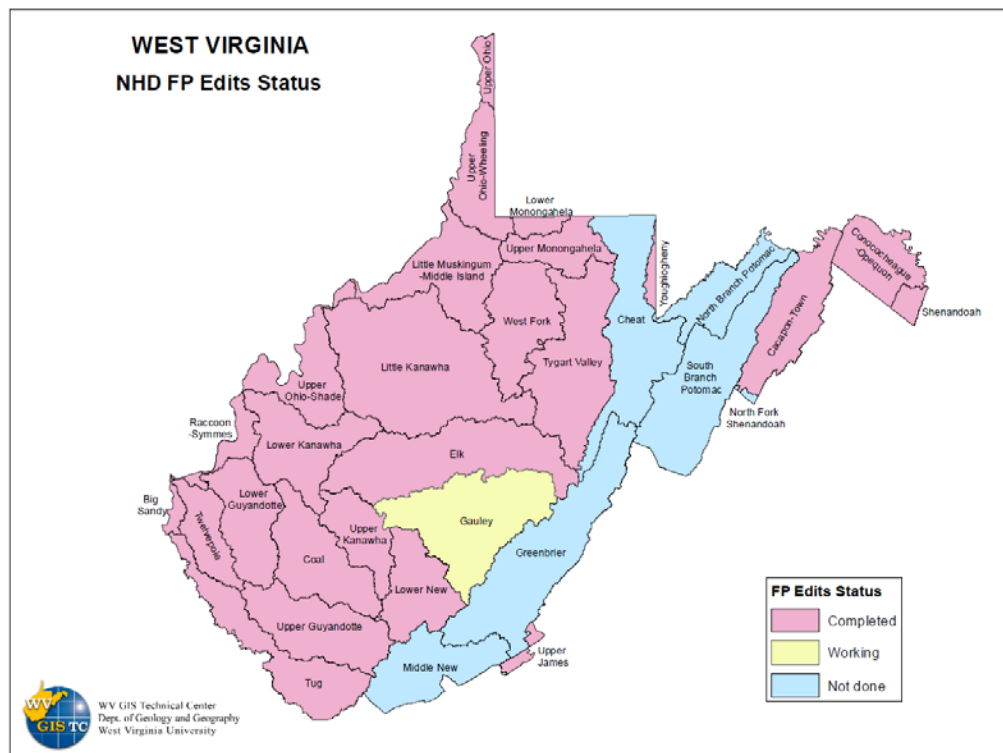 WEST VIRGINIA
NHD FP Edits Status
Upper Ohio
Upper
Ohio-Wheeling
Lower
Monongahela
Upper Monongahela
Little Muskingum
-Middle Island
Youghiogheny
North Branch Potomac
Conococheague
-Opequon
Shenandoah
Cacapon-Town
Cheat
West Fork
Tygart Valley
Little Kanawha
South
Branch
Potomac
North Fork
Shenandoah
Upper
Ohio-Shade
Raccoon
-Symmes
Lower Kanawha
Elk
Big
Sandy
Twelvepole
Lower
Guyandotte
Coal
Upper
Kanawha
Gauley
Greenbrier
Lower New
Upper Guyandotte
Middle New
Upper
James
Tug
FP Edits Status
Completed
Working
Not done
WV
GIS TC
WV GIS Technical Center
Dept. of Geology and Geography
West Virginia University